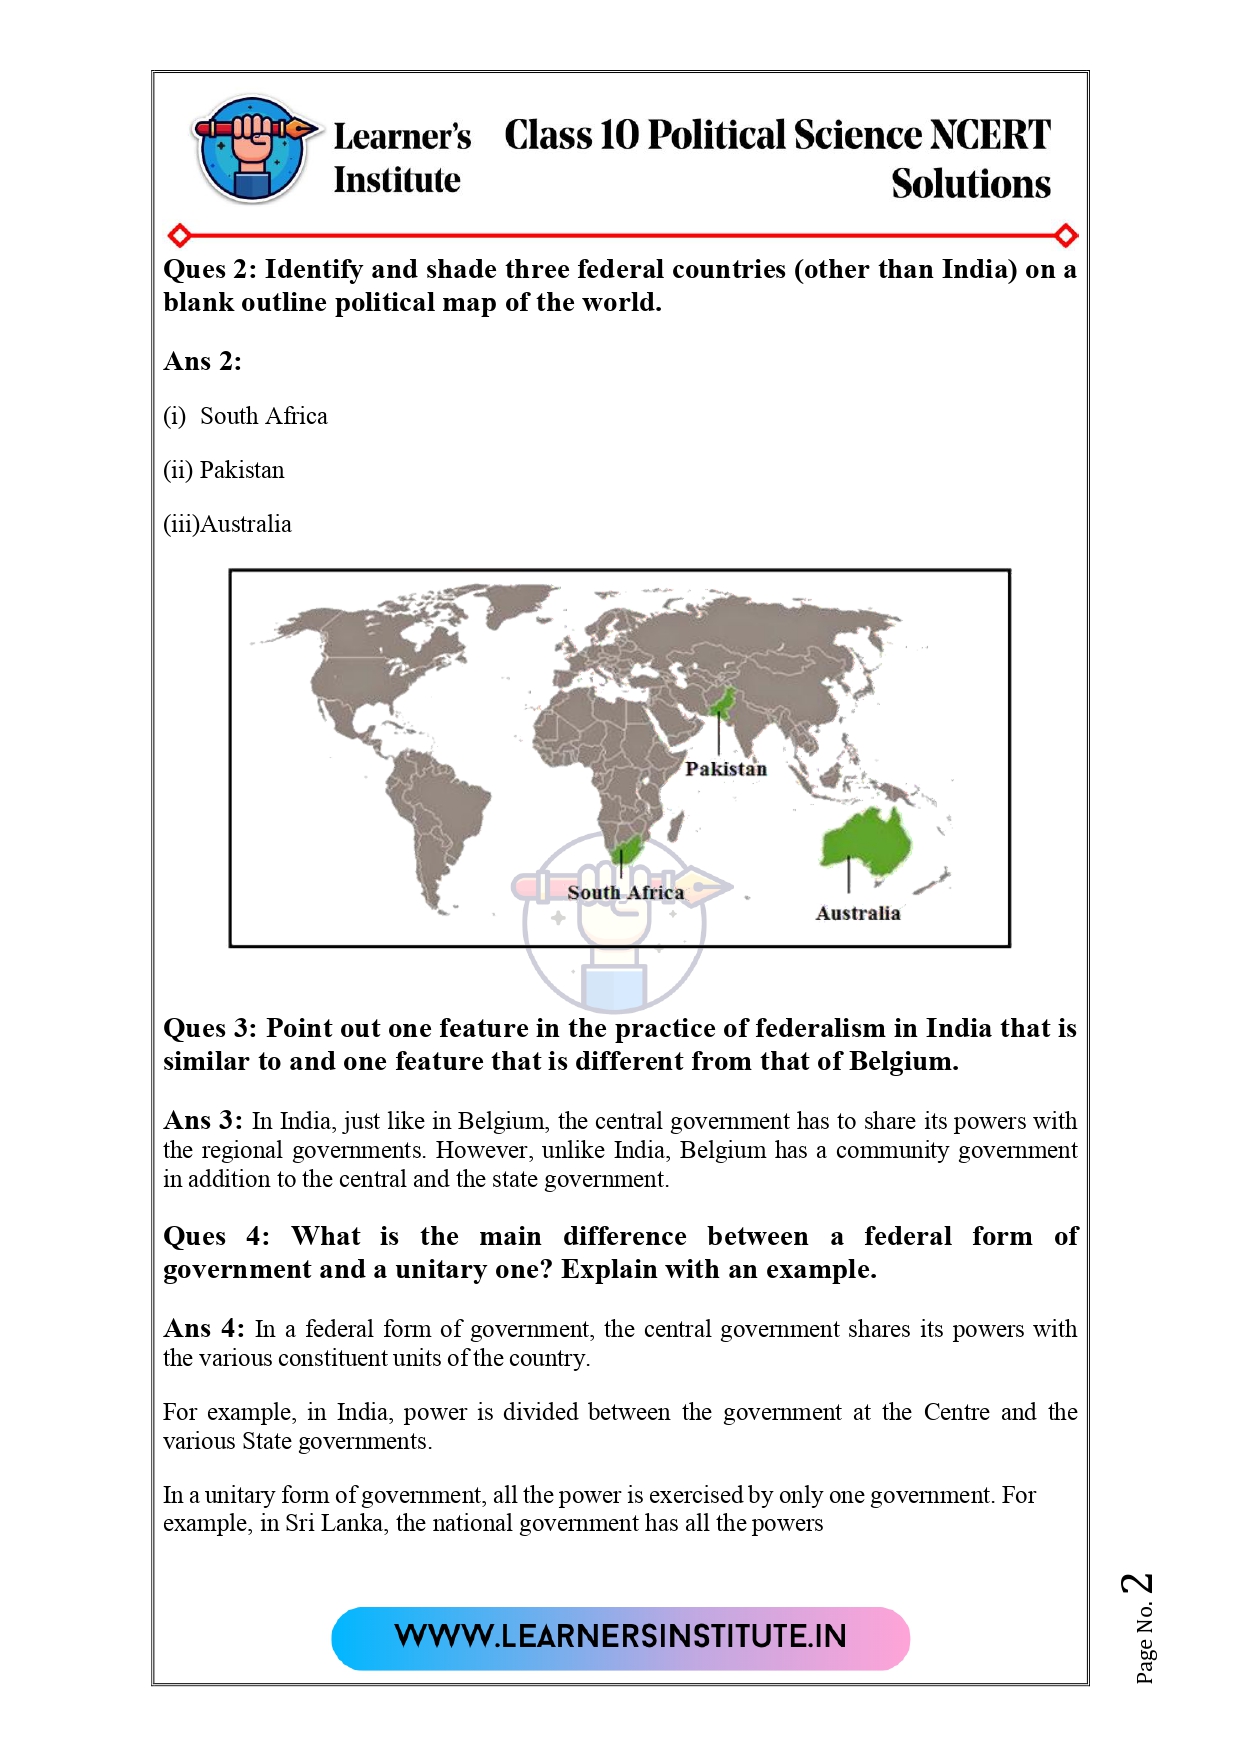 Learner's Class 10 Political Science NCERT
Institute Solutions
Ques 2: Identify and shade three federal countries (other than India) on a
blank outline political map of the world.
Ans 2:
(i) South Africa
(ii) Pakistan
(iii)Australia
Pakistan
South Africa
Australia
Ques 3: Point out one feature in the practice of federalism in India that is
similar to and one feature that is different from that of Belgium.
Ans 3: In India, just like in Belgium, the central government has to share its powers with
the regional governments. However, unlike India, Belgium has a community government
in addition to the central and the state government.
Ques 4: What is the main difference between a federal form of
government and a unitary one? Explain with an example.
Ans 4: In a federal form of government, the central government shares its powers with
the various constituent units of the country.
For example, in India, power is divided between the government at the Centre and the
various State governments.
In a unitary form of government, all the power is exercised by only one government. For
example, in Sri Lanka, the national government has all the powers
WWW.LEARNERSINSTITUTE.IN
Page No. 2